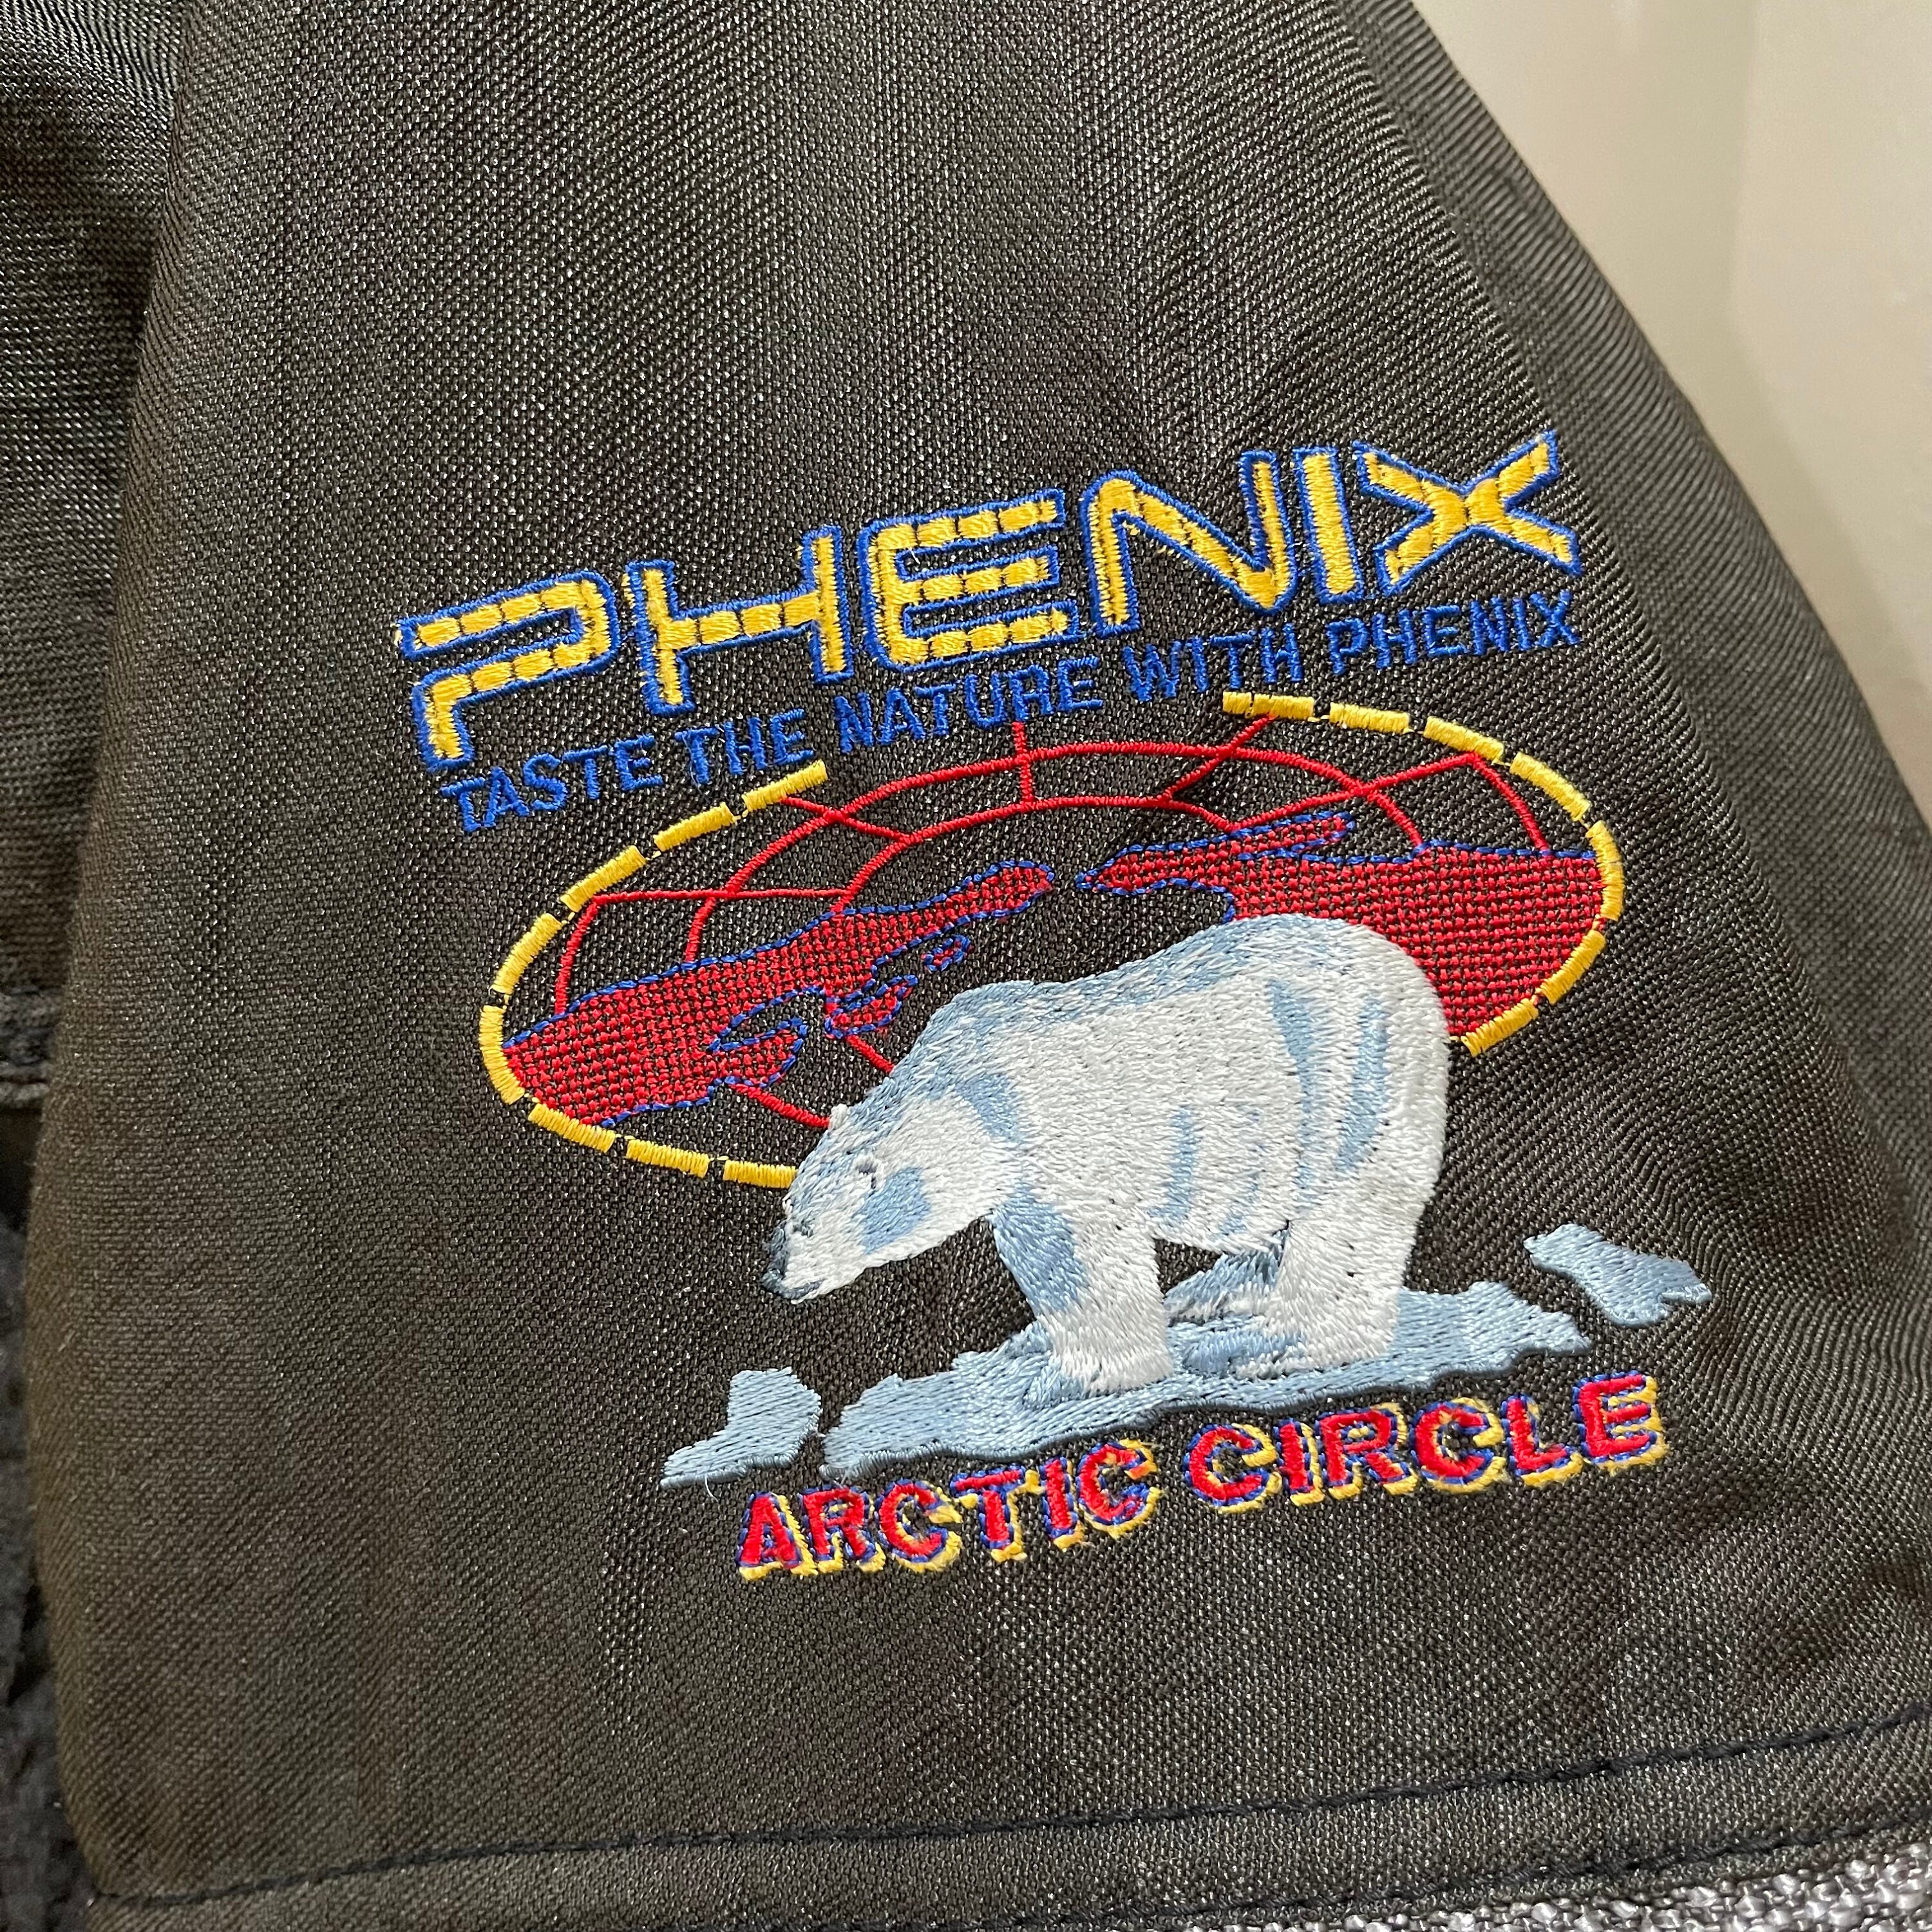 PHENIX
TASTE THE NATURE WITH PHENIX
ARCTIC CIRCLE